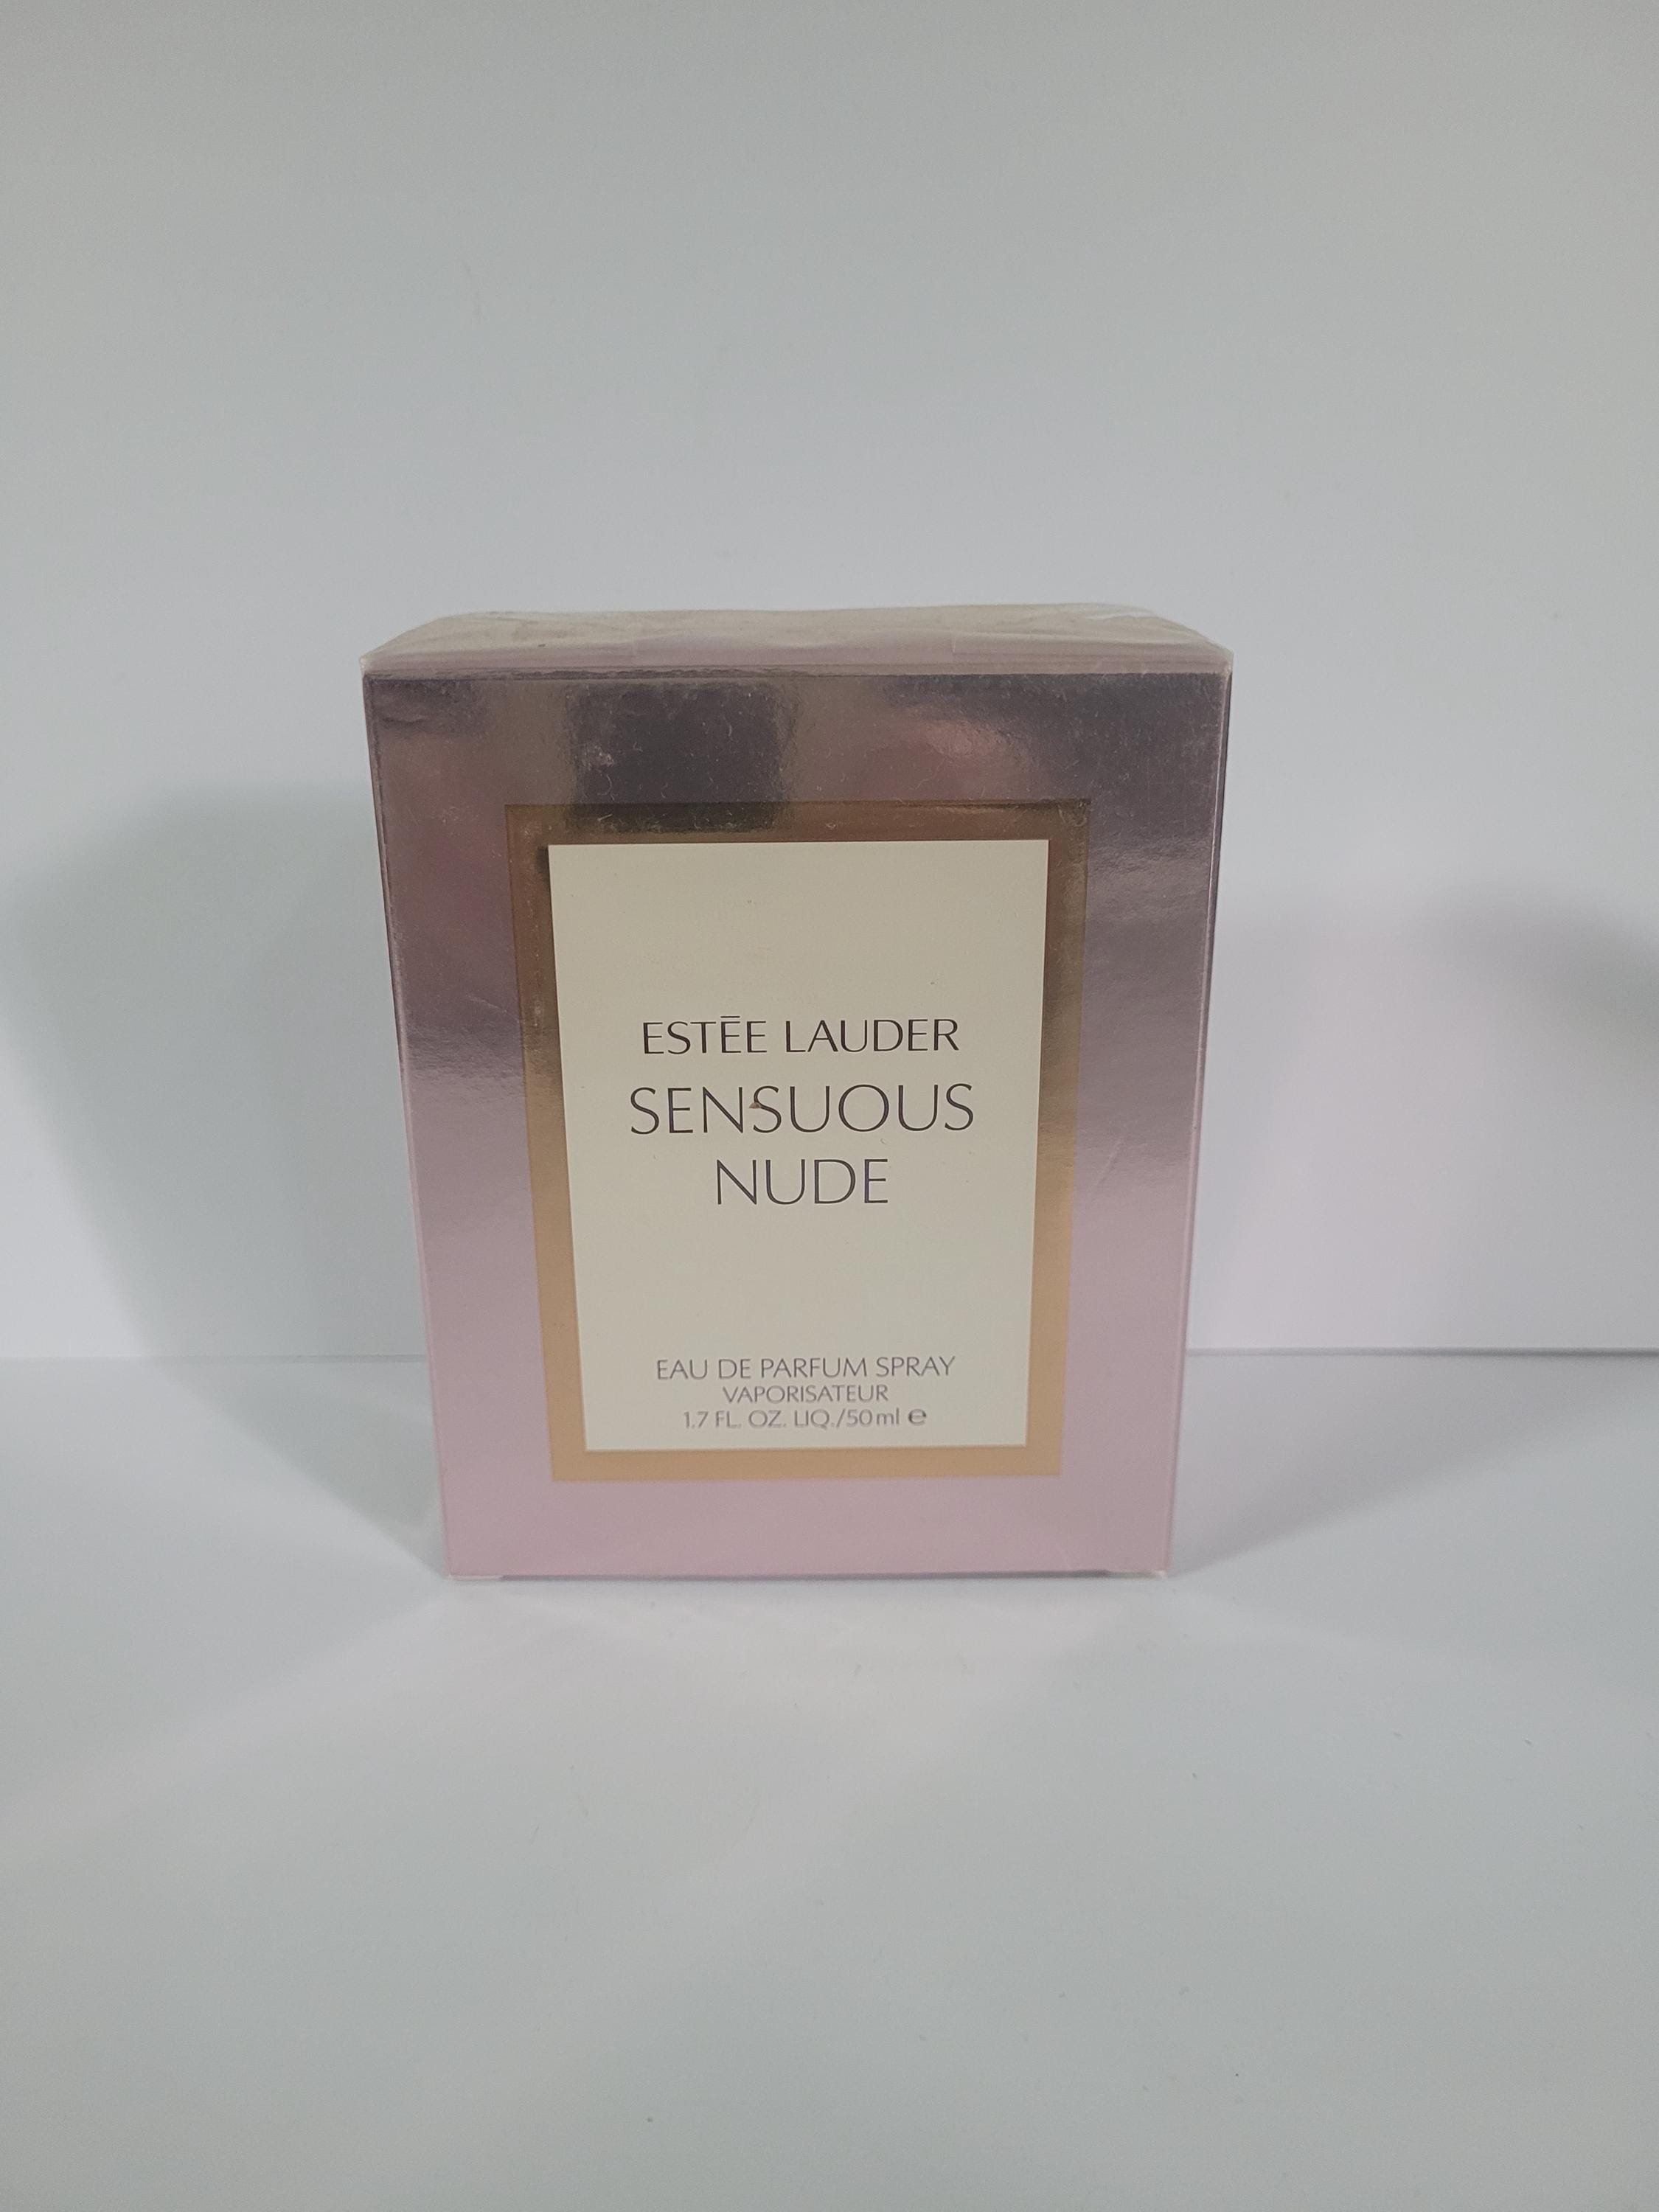 ESTĒE LAUDER
SENSUOUS
NUDE
EAU DE PARFUM SPRAY
VAPORISATEUR
1.7 FL. OZ. LIQ./50ml ℮